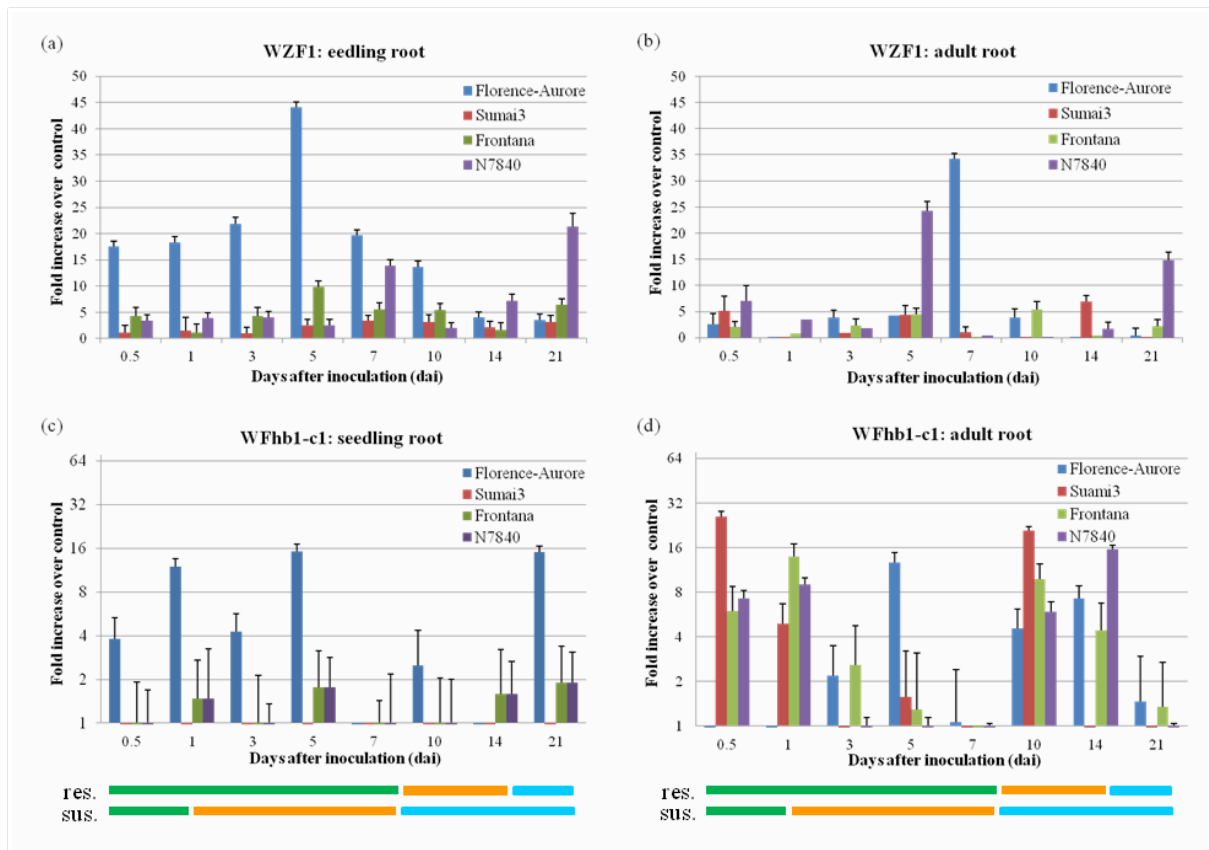 (a)
WZF1: eedling root
Fold increase over control
50
45
40
35
30
25
20
15
10
5
0
Florence-Aurore
Sumai3
Frontana
N7840
0.5 1 3 5 7 10 14 21
Days after inoculation (dai)
(b)
WZF1: adult root
Fold increase over control
50
45
40
35
30
25
20
15
10
5
0
Florence-Aurore
Sumai3
Frontana
N7840
0.5 1 3 5 7 10 14 21
Days after inoculation (dai)
(c)
WFhb1-c1: seedling root
Fold increase over control
64
32
16
8
4
2
1
Florence-Aurore
Sumai3
Frontana
N7840
0.5 1 3 5 7 10 14 21
Days after inoculation (dai)
res.
sus.
(d)
WFhb1-c1: adult root
Fold increase over control
64
32
16
8
4
2
1
Florence-Aurore
Suami3
Frontana
N7840
0.5 1 3 5 7 10 14 21
Days after inoculation (dai)
res.
sus.